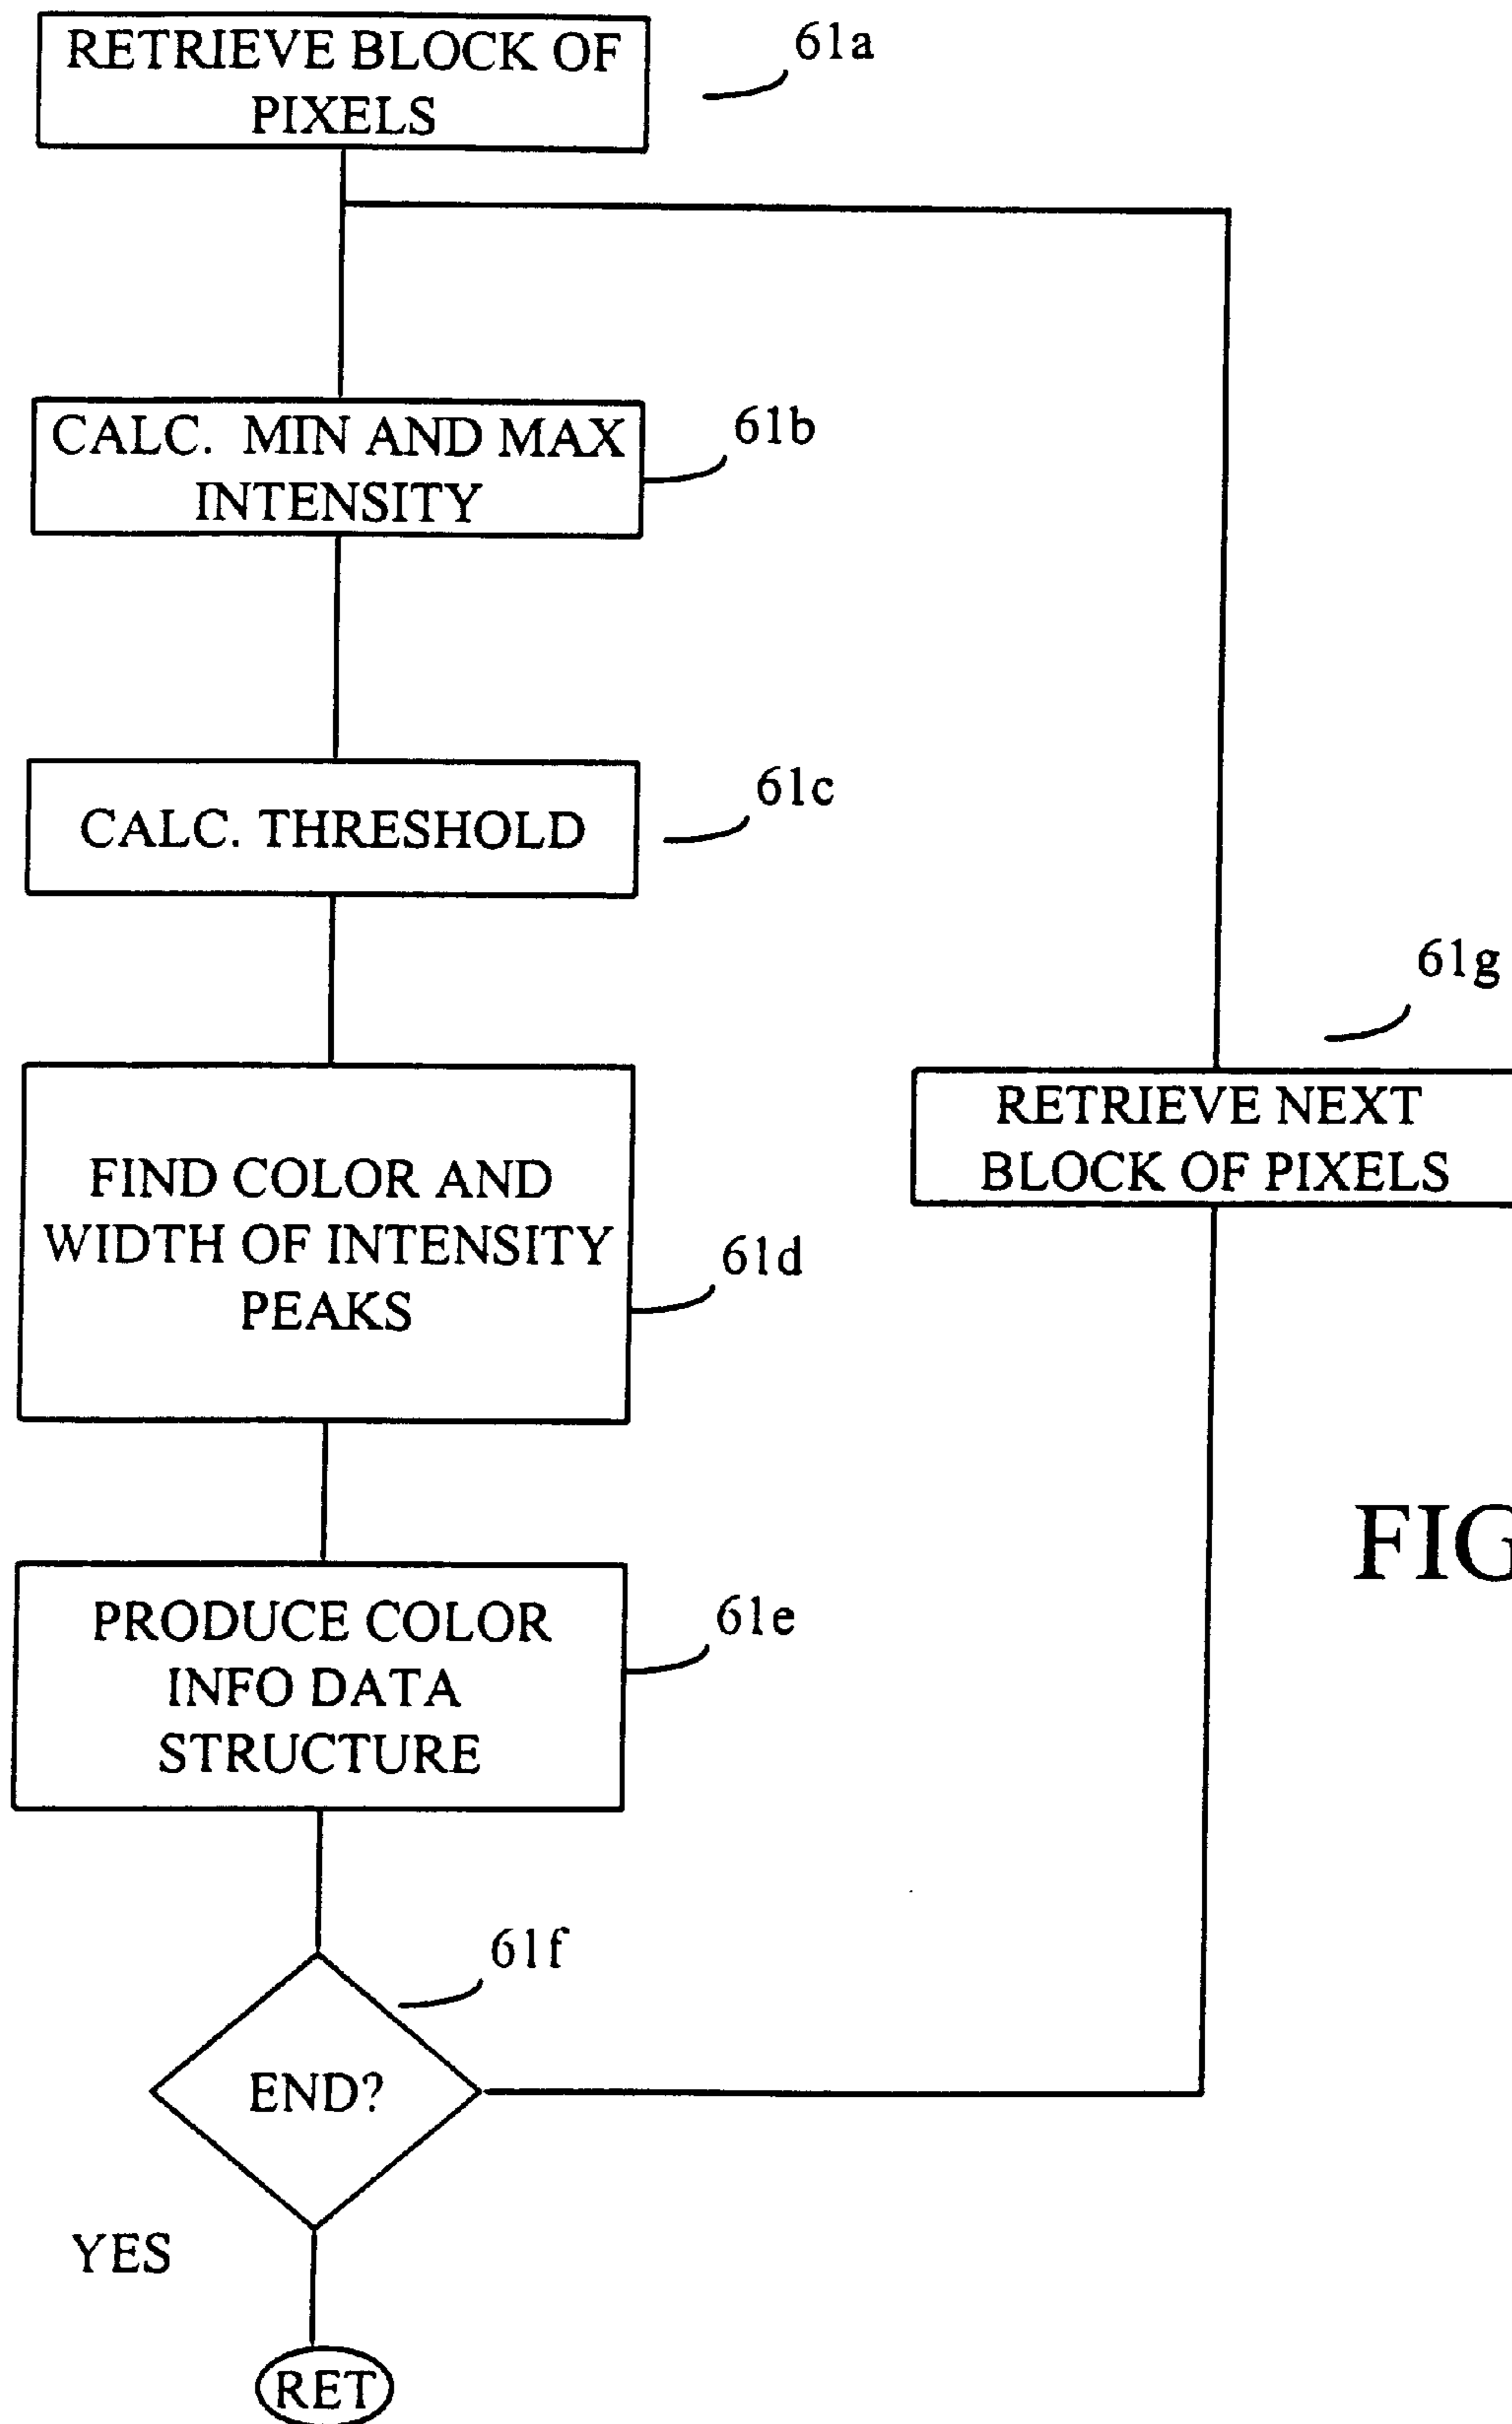 RETRIEVE BLOCK OF
PIXELS
61a
CALC. MIN AND MAX
INTENSITY
61b
CALC. THRESHOLD
61c
61g
RETRIEVE NEXT
BLOCK OF PIXELS
FIND COLOR AND
WIDTH OF INTENSITY
PEAKS
61d
FIG
PRODUCE COLOR
INFO DATA
STRUCTURE
61e
61f
END?
YES
RET